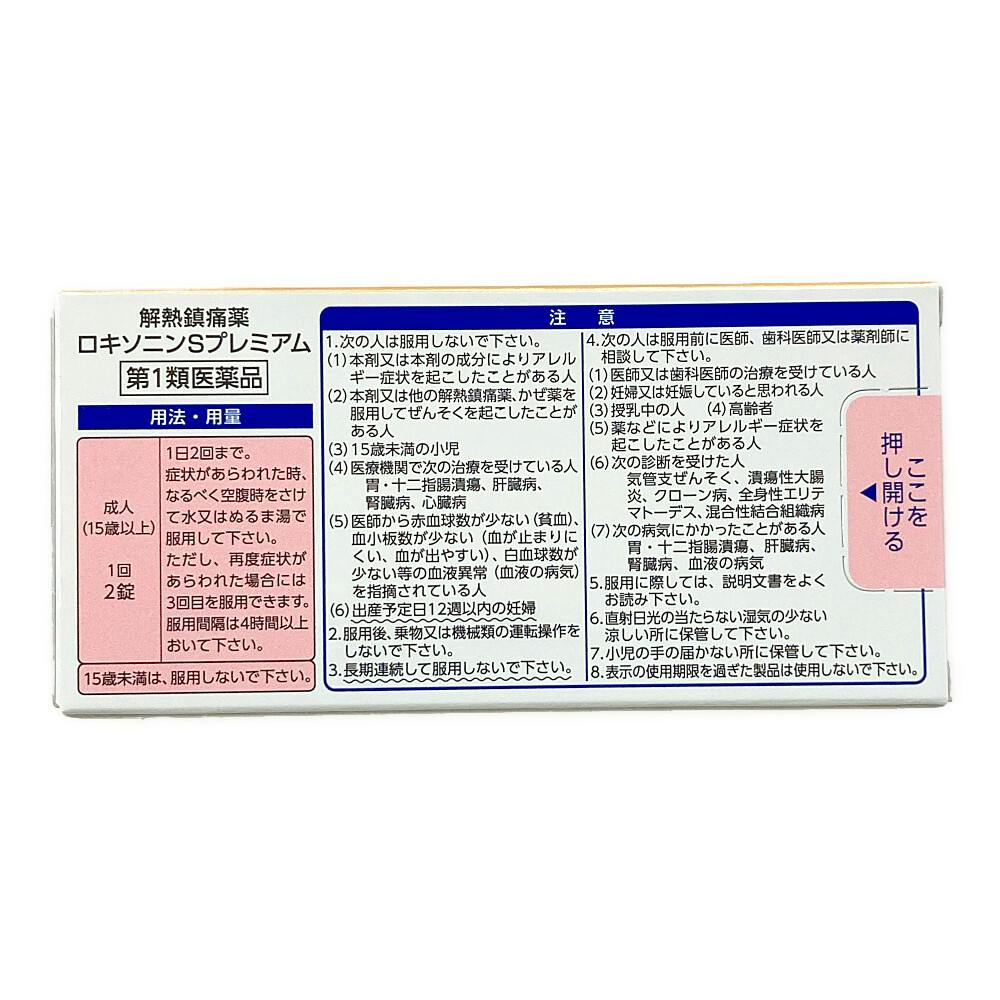 解熱鎮痛薬
ロキソニンSプレミアム
第1類医薬品
用法・用量
成人
(15歳以上)
1回
2錠
1日2回まで。
症状があらわれた時、
なるべく空腹時をさけ
て水又はぬるま湯で
服用して下さい。
ただし、再度症状が
あらわれた場合には
3回目を服用できます。
服用間隔は4時間以上
おいて下さい。
15歳未満は、服用しないで下さい。
注意
1.次の人は服用しないで下さい。
(1)本剤又は本剤の成分によりアレル
ギー症状を起こしたことがある人
(2)本剤又は他の解熱鎮痛薬、かぜ薬を
服用してぜんそくを起こしたことが
ある人
(3)15歳未満の小児
(4)医療機関で次の治療を受けている人
胃・十二指腸潰瘍、肝臓病、
腎臓病、心臓病
(5)医師から赤血球数が少ない(貧血)、
血小板数が少ない(血が止まりに
くい、血が出やすい)、白血球数が
少ない等の血液異常(血液の病気)
を指摘されている人
(6)出産予定日12週以内の妊婦
2.服用後、乗物又は機械類の運転操作を
しないで下さい。
3.長期連続して服用しないで下さい。
4.次の人は服用前に医師、歯科医師又は薬剤師に
相談して下さい。
(1)医師又は歯科医師の治療を受けている人
(2)妊婦又は妊娠していると思われる人
(3)授乳中の人 (4)高齢者
(5)薬などによりアレルギー症状を
起こしたことがある人
(6)次の診断を受けた人
気管支ぜんそく、潰瘍性大腸
炎、クローン病、全身性エリテ
マトーデス、混合性結合組織病
(7)次の病気にかかったことがある人
胃・十二指腸潰瘍、肝臓病、
腎臓病、血液の病気
5.服用に際しては、説明文書をよく
お読み下さい。
6.直射日光の当たらない湿気の少ない
涼しい所に保管して下さい。
7.小児の手の届かない所に保管して下さい。
8.表示の使用期限を過ぎた製品は使用しないで下さい。
ここを
押し開ける